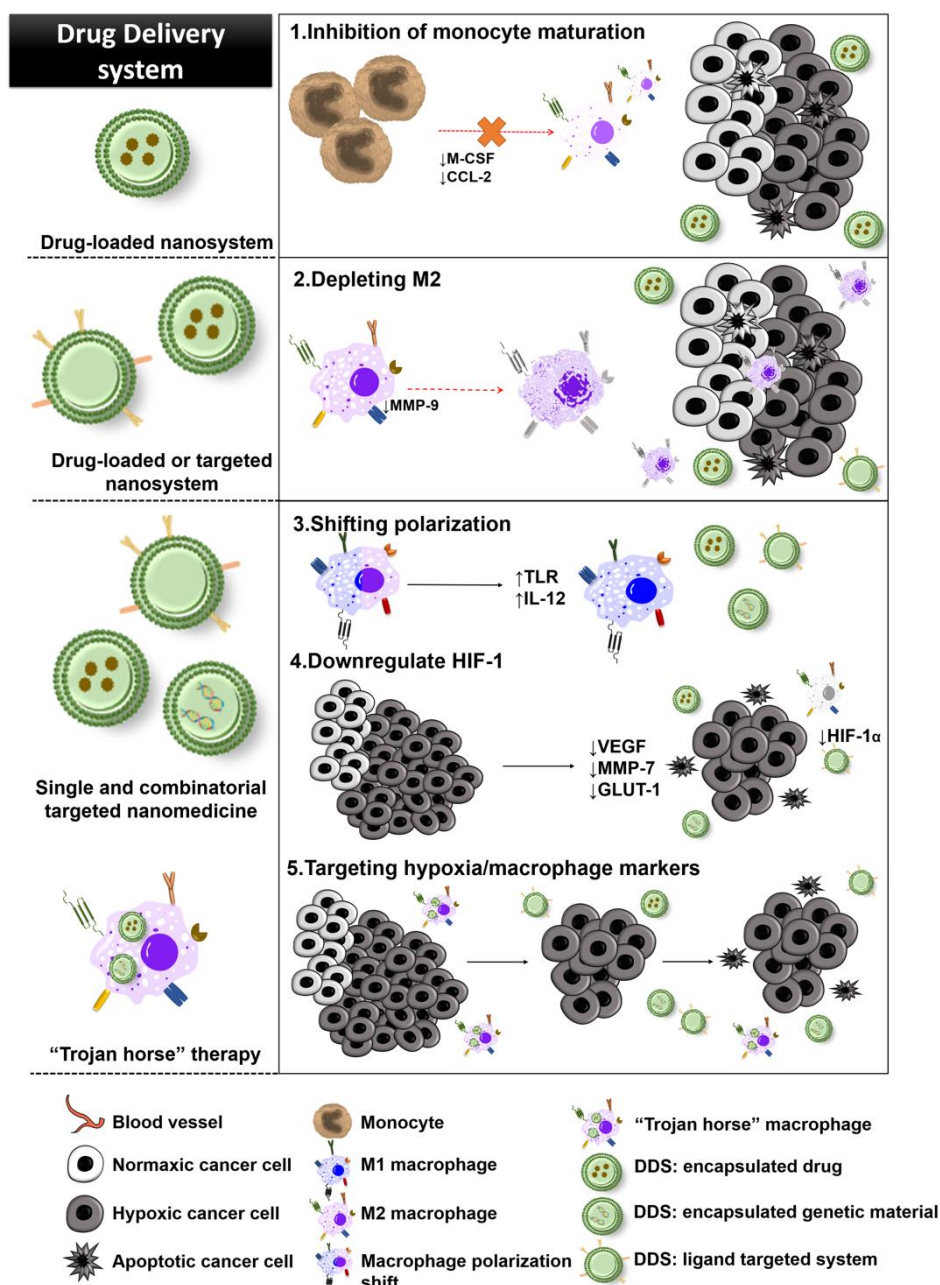 Drug Delivery
system
Drug-loaded nanosystem
Drug-loaded or targeted
nanosystem
Single and combinatorial
targeted nanomedicine
“Trojan horse” therapy
1.Inhibition of monocyte maturation
↓M-CSF
↓CCL-2
2.Depleting M2
↓MMP-9
3.Shifting polarization
↑TLR
↑IL-12
4.Downregulate HIF-1
↓VEGF
↓MMP-7
↓GLUT-1
↓HIF-1α
5.Targeting hypoxia/macrophage markers
Blood vessel
Normaxic cancer cell
Hypoxic cancer cell
Apoptotic cancer cell
Monocyte
M1 macrophage
M2 macrophage
Macrophage polarization
shift
“Trojan horse” macrophage
DDS: encapsulated drug
DDS: encapsulated genetic material
DDS: ligand targeted system